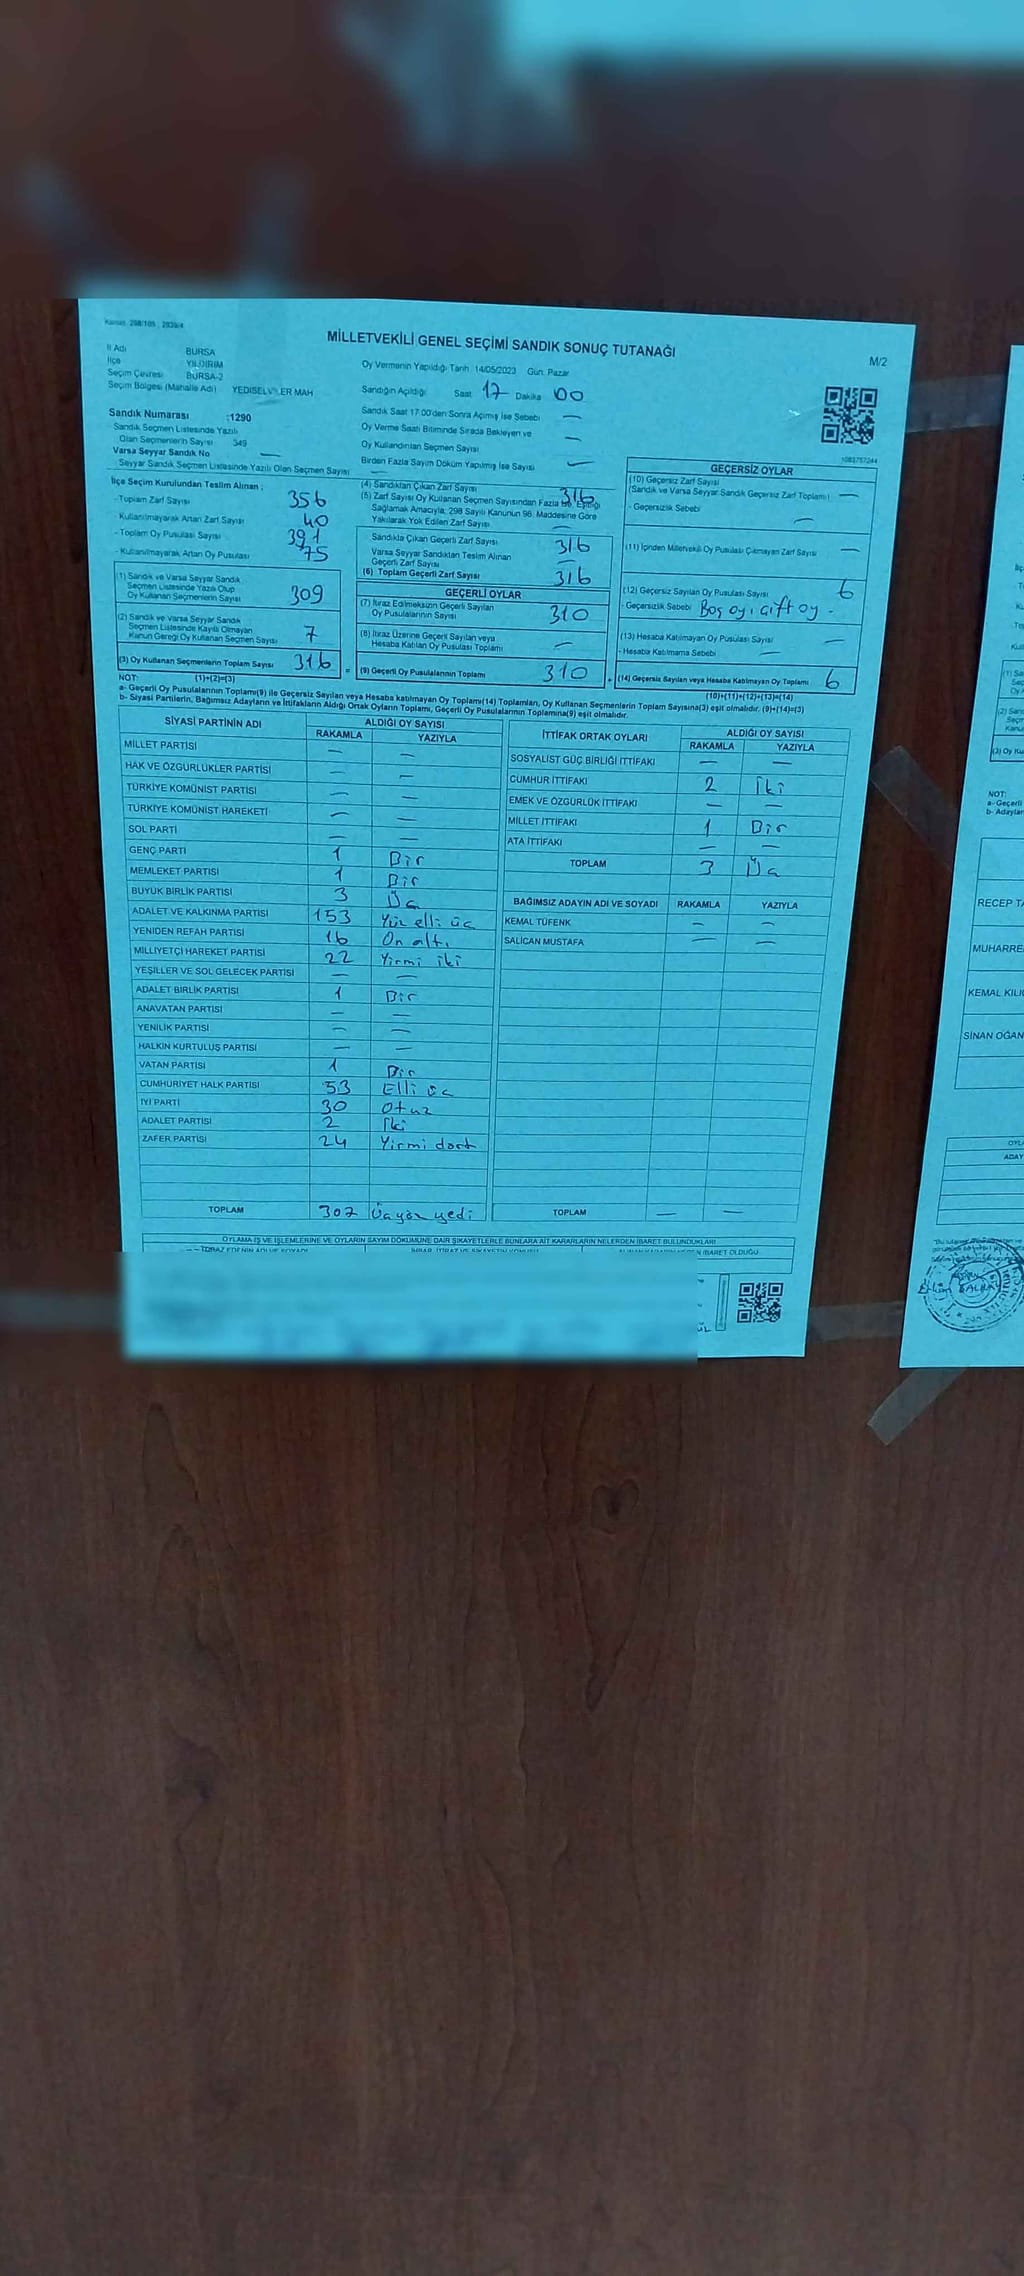 Kanun: 298/105 : 2839/4
MİLLETVEKİLİ GENEL SEÇİMİ SANDIK SONUÇ TUTANAĞI
M/2
İl Adı BURSA
İlçe YILDIRIM
Seçim Çevresi BURSA-2
Seçim Bölgesi (Mahalle Adı) YEDISELVİLER MAH
Sandık Numarası :1290
Sandık Seçmen Listesinde Yazılı
Olan Seçmenlerin Sayısı 349
Varsa Seyyar Sandık No —
Seyyar Sandık Seçmen Listesinde Yazılı Olan Seçmen Sayısı —
Oy Vermenin Yapıldığı Tarih 14/05/2023 Gün: Pazar
Sandığın Açıldığı Saat 17 Dakika 00
Sandık Saat 17:00'den Sonra Açılmış İse Sebebi —
Oy Verme Saati Bitiminde Sırada Bekleyen ve
Oy Kullandırılan Seçmen Sayısı —
Birden Fazla Sayım Döküm Yapılmış İse Sayısı —
1083757244
İlçe Seçim Kurulundan Teslim Alınan :
- Toplam Zarf Sayısı 356
- Kullanılmayarak Artan Zarf Sayısı 40
- Toplam Oy Pusulası Sayısı 391
- Kullanılmayarak Artan Oy Pusulası 75
(1) Sandık ve Varsa Seyyar Sandık
Seçmen Listesinde Yazılı Olup
Oy Kullanan Seçmenlerin Sayısı 309
(2) Sandık ve Varsa Seyyar Sandık
Seçmen Listesinde Kayıtlı Olmayan
Kanun Gereği Oy Kullanan Seçmen Sayısı 7
(3) Oy Kullanan Seçmenlerin Toplam Sayısı 316 =
(4) Sandıktan Çıkan Zarf Sayısı 316
(5) Zarf Sayısı Oy Kullanan Seçmen Sayısından Fazla İse, Eşitliği
Sağlamak Amacıyla; 298 Sayılı Kanunun 98. Maddesine Göre
Yakılarak Yok Edilen Zarf Sayısı —
Sandıkla Çıkan Geçerli Zarf Sayısı 316
Varsa Seyyar Sandıktan Teslim Alınan
Geçerli Zarf Sayısı —
(6) Toplam Geçerli Zarf Sayısı 316
GEÇERLİ OYLAR
(7) İtiraz Edilmeksizin Geçerli Sayılan
Oy Pusulalarının Sayısı 310
(8) İtiraz Üzerine Geçerli Sayılan veya
Hesaba Katılan Oy Pusulası Toplamı —
(9) Geçerli Oy Pusulalarının Toplamı 310 +
GEÇERSİZ OYLAR
(10) Geçersiz Zarf Sayısı
(Sandık ve Varsa Seyyar Sandık Geçersiz Zarf Toplamı) —
- Geçersizlik Sebebi —
(11) İçinden Milletvekili Oy Pusulası Çıkmayan Zarf Sayısı —
(12) Geçersiz Sayılan Oy Pusulası Sayısı 6
- Geçersizlik Sebebi Boş oy, çift oy -
(13) Hesaba Katılmayan Oy Pusulası Sayısı —
- Hesaba Katılmama Sebebi —
(14) Geçersiz Sayılan veya Hesaba Katılmayan Oy Toplamı 6
NOT: (1)+(2)=(3) (10)+(11)+(12)+(13)=(14)
a- Geçerli Oy Pusulalarının Toplamı(9) ile Geçersiz Sayılan veya Hesaba katılmayan Oy Toplamı(14) Toplamları, Oy Kullanan Seçmenlerin Toplam Sayısına(3) eşit olmalıdır. (9)+(14)=(3)
b- Siyasi Partilerin, Bağımsız Adayların ve İttifakların Aldığı Ortak Oyların Toplamı, Geçerli Oy Pusulalarının Toplamına(9) eşit olmalıdır.
SİYASİ PARTİNİN ADI ALDIĞI OY SAYISI
RAKAMLA YAZIYLA
MİLLET PARTİSİ — —
HAK VE ÖZGÜRLÜKLER PARTİSİ — —
TÜRKİYE KOMÜNİST PARTİSİ — —
TÜRKİYE KOMÜNİST HAREKETİ — —
SOL PARTİ — —
GENÇ PARTİ 1 Bir
MEMLEKET PARTİSİ 1 Bir
BÜYÜK BİRLİK PARTİSİ 3 Üç
ADALET VE KALKINMA PARTİSİ 153 Yüz elli üç
YENİDEN REFAH PARTİSİ 16 On altı
MİLLİYETÇİ HAREKET PARTİSİ 22 Yirmi iki
YEŞİLLER VE SOL GELECEK PARTİSİ — —
ADALET BİRLİK PARTİSİ 1 Bir
ANAVATAN PARTİSİ — —
YENİLİK PARTİSİ — —
HALKIN KURTULUŞ PARTİSİ — —
VATAN PARTİSİ 1 Bir
CUMHURİYET HALK PARTİSİ 53 Elli üç
İYİ PARTİ 30 Otuz
ADALET PARTİSİ 2 İki
ZAFER PARTİSİ 24 Yirmi dört
TOPLAM 307 Üçyüz yedi
İTTİFAK ORTAK OYLARI ALDIĞI OY SAYISI
RAKAMLA YAZIYLA
SOSYALİST GÜÇ BİRLİĞİ İTTİFAKI — —
CUMHUR İTTİFAKI 2 İki
EMEK VE ÖZGÜRLÜK İTTİFAKI — —
MİLLET İTTİFAKI 1 Bir
ATA İTTİFAKI — —
TOPLAM 3 Üç
BAĞIMSIZ ADAYIN ADI VE SOYADI RAKAMLA YAZIYLA
KEMAL TÜFENK — —
SALİCAN MUSTAFA — —
TOPLAM — —
OYLAMA İŞ VE İŞLEMLERİNE VE OYLARIN SAYIM DÖKÜMÜNE DAİR ŞİKAYETLERLE BUNLARA AİT KARARLARIN NELERDEN İBARET BULUNDUKLARI
NOT:
a- Geçerli
b- Adayları
RECEP TA
MUHARRE
KEMAL KILI
SİNAN OĞAN
OYL
ADAY